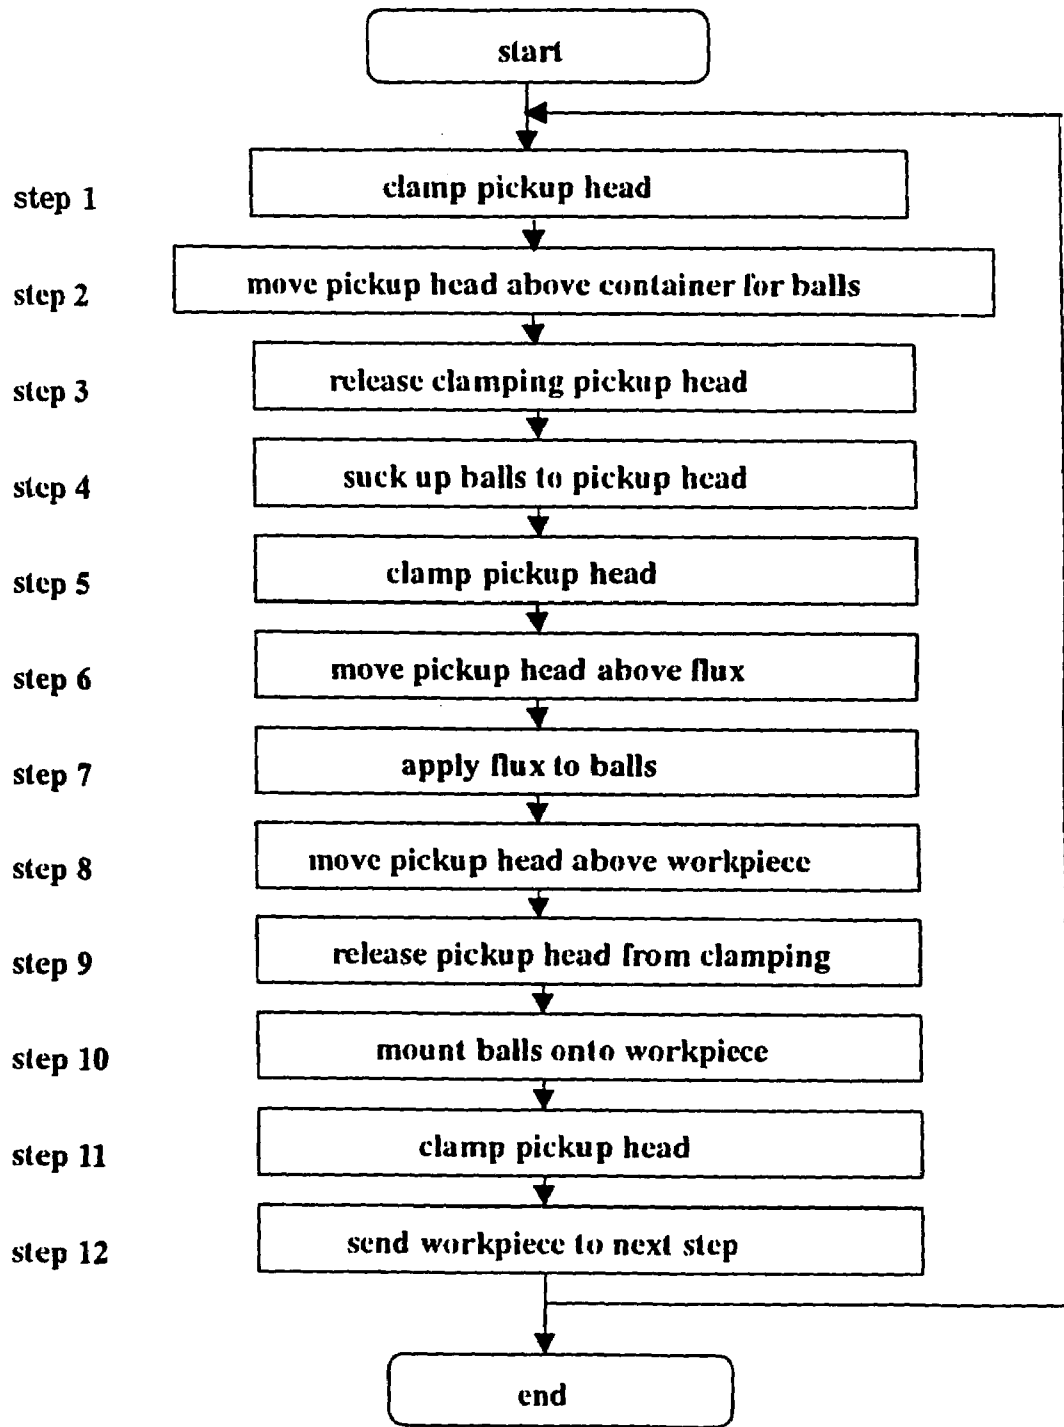 start
step 1 clamp pickup head
step 2 move pickup head above container for balls
step 3 release clamping pickup head
step 4 suck up balls to pickup head
step 5 clamp pickup head
step 6 move pickup head above flux
step 7 apply flux to balls
step 8 move pickup head above workpiece
step 9 release pickup head from clamping
step 10 mount balls onto workpiece
step 11 clamp pickup head
step 12 send workpiece to next step
end